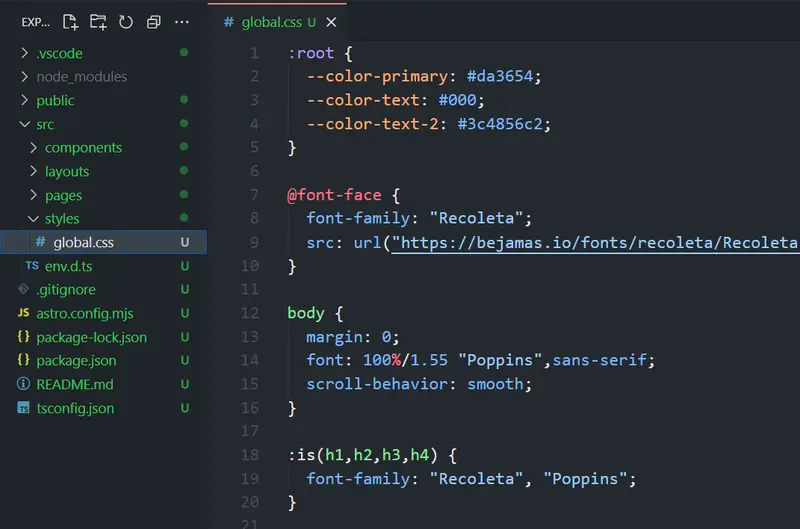 EXP...
.vscode
node_modules
public
src
components
layouts
pages
styles
# global.css U
TS env.d.ts U
.gitignore U
JS astro.config.mjs U
{} package-lock.json U
{} package.json U
README.md U
TS tsconfig.json U
# global.css U
1 :root {
2 --color-primary: #da3654;
3 --color-text: #000;
4 --color-text-2: #3c4856c2;
5 }
6
7 @font-face {
8 font-family: "Recoleta";
9 src: url("https://bejamas.io/fonts/recoleta/Recoleta
10 }
11
12 body {
13 margin: 0;
14 font: 100%/1.55 "Poppins",sans-serif;
15 scroll-behavior: smooth;
16 }
17
18 :is(h1,h2,h3,h4) {
19 font-family: "Recoleta", "Poppins";
20 }
21